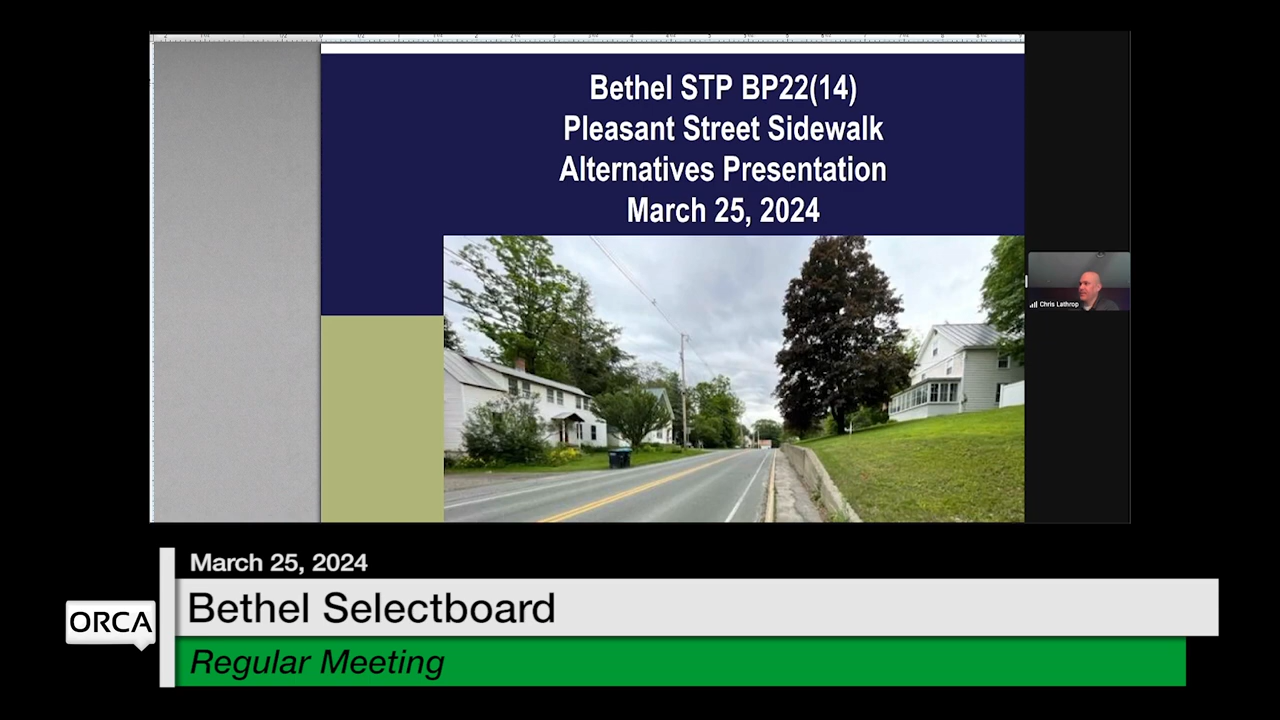 Bethel STP BP22(14)
Pleasant Street Sidewalk
Alternatives Presentation
March 25, 2024
Chris Lathrop
March 25, 2024
Bethel Selectboard
ORCA
Regular Meeting